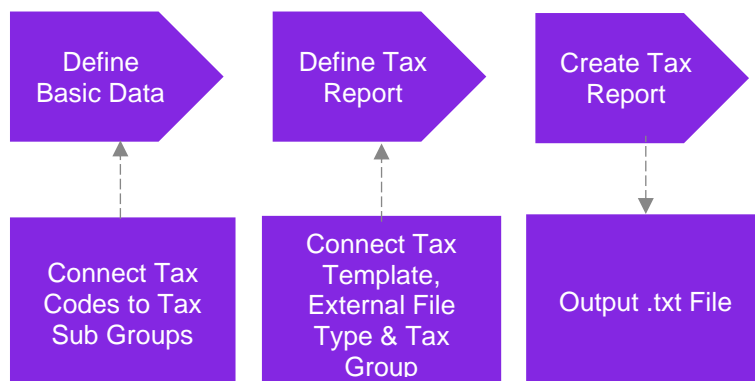 Define
Basic Data
Define Tax
Report
Create Tax
Report
Connect Tax
Codes to Tax
Sub Groups
Connect Tax
Template,
External File
Type & Tax
Group
Output .txt File